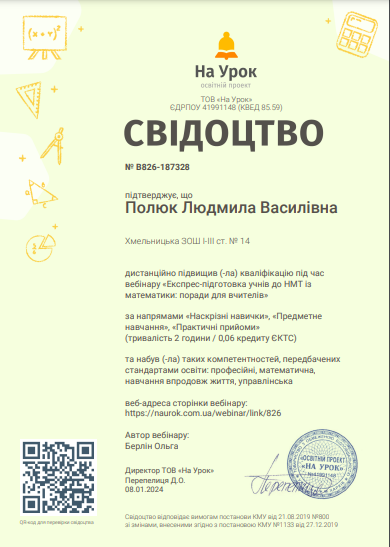 (x + y)
На Урок
освітній проект
ТОВ «На Урок»
ЄДРПОУ 41991148 (КВЕД 85.59)
СВІДОЦТВО
№ В826-187328
підтверджує, що
Полюк Людмила Василівна
Хмельницька ЗОШ І-ІІІ ст. № 14
дистанційно підвищив (-ла) кваліфікацію під час
вебінару «Експрес-підготовка учнів до НМТ із
математики: поради для вчителів»
за напрямами «Наскрізні навички», «Предметне
навчання», «Практичні прийоми»
(тривалість 2 години / 0,06 кредиту ЄКТС)
та набув (-ла) таких компетентностей, передбачених
стандартами освіти: професійні, математична,
навчання впродовж життя, управлінська
веб-адреса сторінки вебінару:
https://naurok.com.ua/webinar/link/826
Автор вебінару:
Берлін Ольга
Директор ТОВ «На Урок»
Перепелиця Д.О.
08.01.2024
«ОСВІТНІЙ ПРОЕКТ
«НА УРОК»
QR-код для перевірки свідоцтва
Свідоцтво відповідає вимогам постанови КМУ від 21.08.2019 №800
зі змінами, внесеними згідно з постановою КМУ №1133 від 27.12.2019